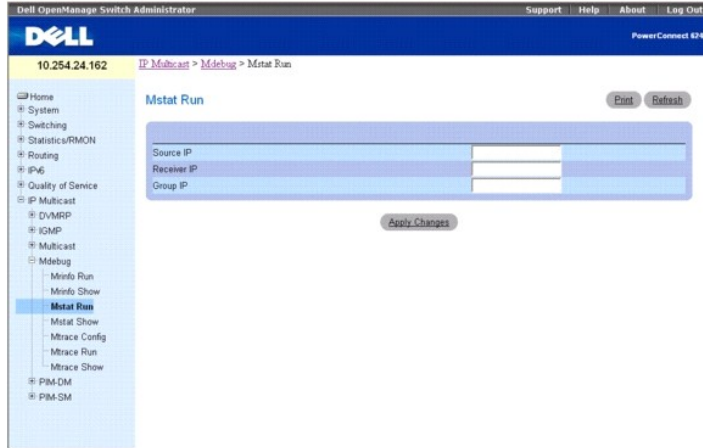 Dell OpenManage Switch Administrator
Support Help About Log Out
DELL
PowerConnect 624
10.254.24.162
IP Multicast > Mdebug > Mstat Run
Home
System
Switching
Statistics/RMON
Routing
IPv6
Quality of Service
IP Multicast
DVMRP
IGMP
Multicast
Mdebug
Mrinfo Run
Mrinfo Show
Mstat Run
Mstat Show
Mtrace Config
Mtrace Run
Mtrace Show
PIM-DM
PIM-SM
Mstat Run
Print Refresh
Source IP
Receiver IP
Group IP
Apply Changes